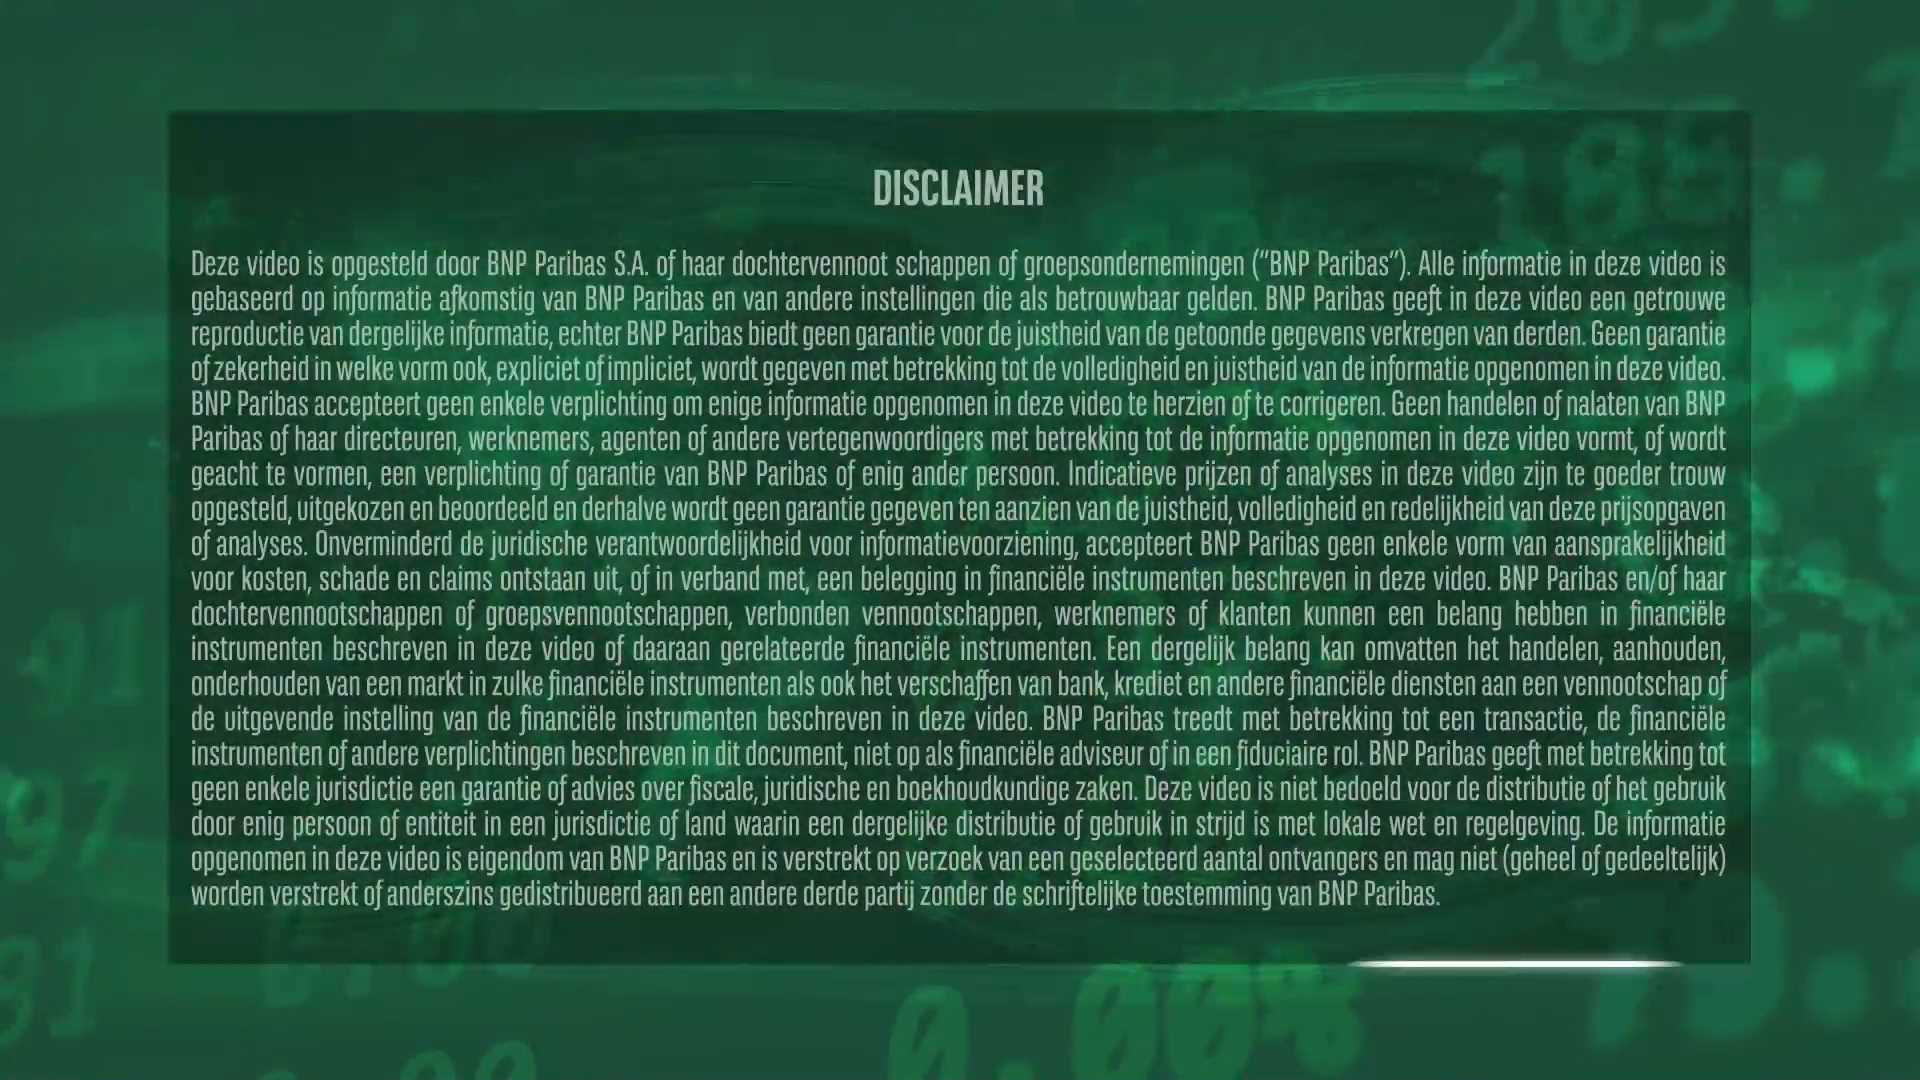 DISCLAIMER
Deze video is opgesteld door BNP Paribas S.A. of haar dochtervennoot schappen of groepsondernemingen (“BNP Paribas”). Alle informatie in deze video is
gebaseerd op informatie afkomstig van BNP Paribas en van andere instellingen die als betrouwbaar gelden. BNP Paribas geeft in deze video een getrouwe
reproductie van dergelijke informatie, echter BNP Paribas biedt geen garantie voor de juistheid van de getoonde gegevens verkregen van derden. Geen garantie
of zekerheid in welke vorm ook, expliciet of impliciet, wordt gegeven met betrekking tot de volledigheid en juistheid van de informatie opgenomen in deze video.
BNP Paribas accepteert geen enkele verplichting om enige informatie opgenomen in deze video te herzien of te corrigeren. Geen handelen of nalaten van BNP
Paribas of haar directeuren, werknemers, agenten of andere vertegenwoordigers met betrekking tot de informatie opgenomen in deze video vormt, of wordt
geacht te vormen, een verplichting of garantie van BNP Paribas of enig ander persoon. Indicatieve prijzen of analyses in deze video zijn te goeder trouw
opgesteld, uitgekozen en beoordeeld en derhalve wordt geen garantie gegeven ten aanzien van de juistheid, volledigheid en redelijkheid van deze prijsopgaven
of analyses. Onverminderd de juridische verantwoordelijkheid voor informatievoorziening, accepteert BNP Paribas geen enkele vorm van aansprakelijkheid
voor kosten, schade en claims ontstaan uit, of in verband met, een belegging in financiële instrumenten beschreven in deze video. BNP Paribas en/of haar
dochtervennootschappen of groepsvennootschappen, verbonden vennootschappen, werknemers of klanten kunnen een belang hebben in financiële
instrumenten beschreven in deze video of daaraan gerelateerde financiële instrumenten. Een dergelijk belang kan omvatten het handelen, aanhouden,
onderhouden van een markt in zulke financiële instrumenten als ook het verschaffen van bank, krediet en andere financiële diensten aan een vennootschap of
de uitgevende instelling van de financiële instrumenten beschreven in deze video. BNP Paribas treedt met betrekking tot een transactie, de financiële
instrumenten of andere verplichtingen beschreven in dit document, niet op als financiële adviseur of in een fiduciaire rol. BNP Paribas geeft met betrekking tot
geen enkele jurisdictie een garantie of advies over fiscale, juridische en boekhoudkundige zaken. Deze video is niet bedoeld voor de distributie of het gebruik
door enig persoon of entiteit in een jurisdictie of land waarin een dergelijke distributie of gebruik in strijd is met lokale wet en regelgeving. De informatie
opgenomen in deze video is eigendom van BNP Paribas en is verstrekt op verzoek van een geselecteerd aantal ontvangers en mag niet (geheel of gedeeltelijk)
worden verstrekt of anderszins gedistribueerd aan een andere derde partij zonder de schriftelijke toestemming van BNP Paribas.
91
97
91
0.00
0.00%